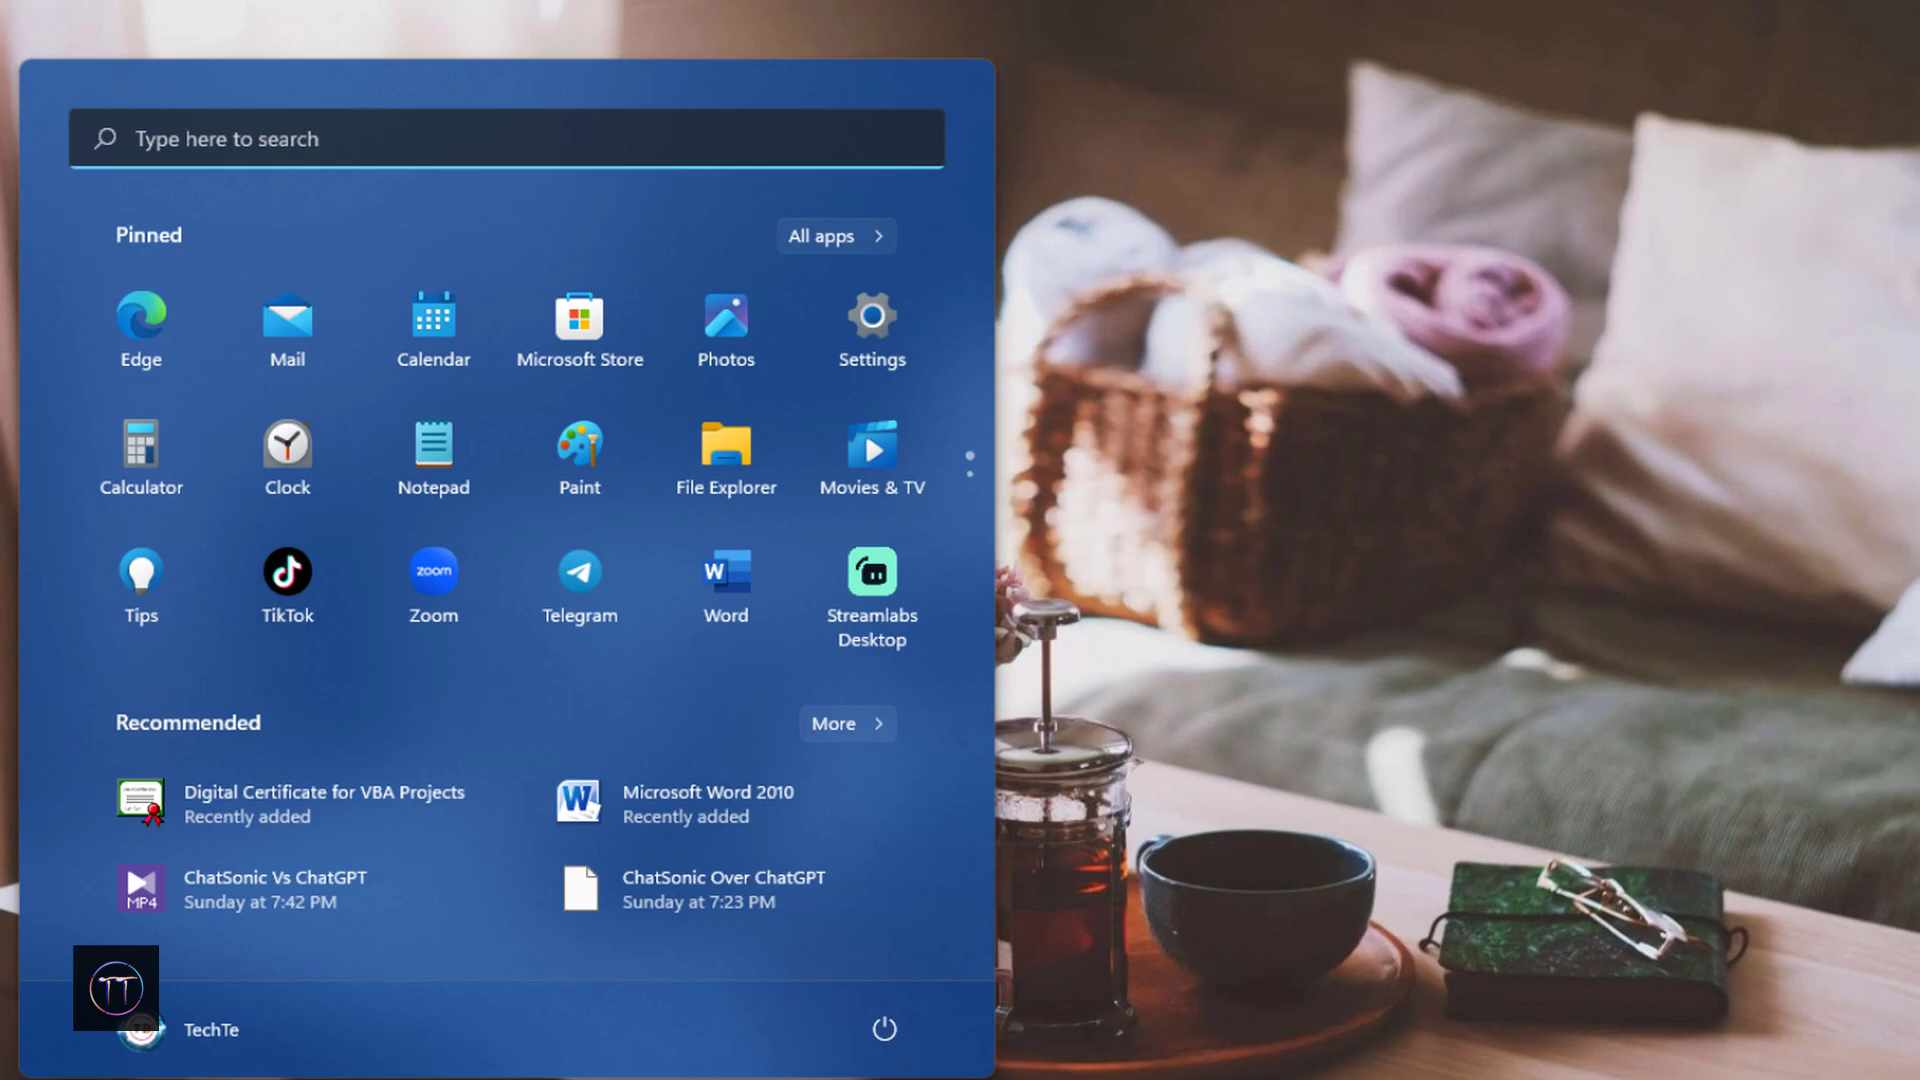 Type here to search
Pinned
All apps
Edge
Mail
Calendar
Microsoft Store
Photos
Settings
Calculator
Clock
Notepad
Paint
File Explorer
Movies & TV
Tips
TikTok
zoom
Zoom
Telegram
W
Word
Streamlabs
Desktop
Recommended
More
Digital Certificate for VBA Projects
Recently added
W
Microsoft Word 2010
Recently added
MP4
ChatSonic Vs ChatGPT
Sunday at 7:42 PM
ChatSonic Over ChatGPT
Sunday at 7:23 PM
TT
TechTe